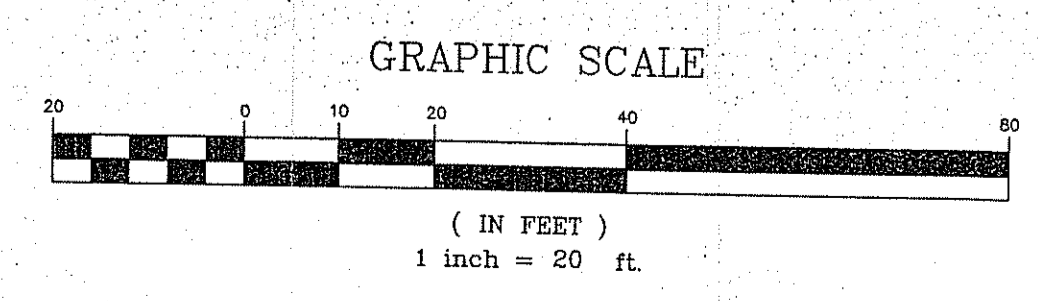 GRAPHIC SCALE
20 0 10 20 40 80
( IN FEET )
1 inch = 20 ft.